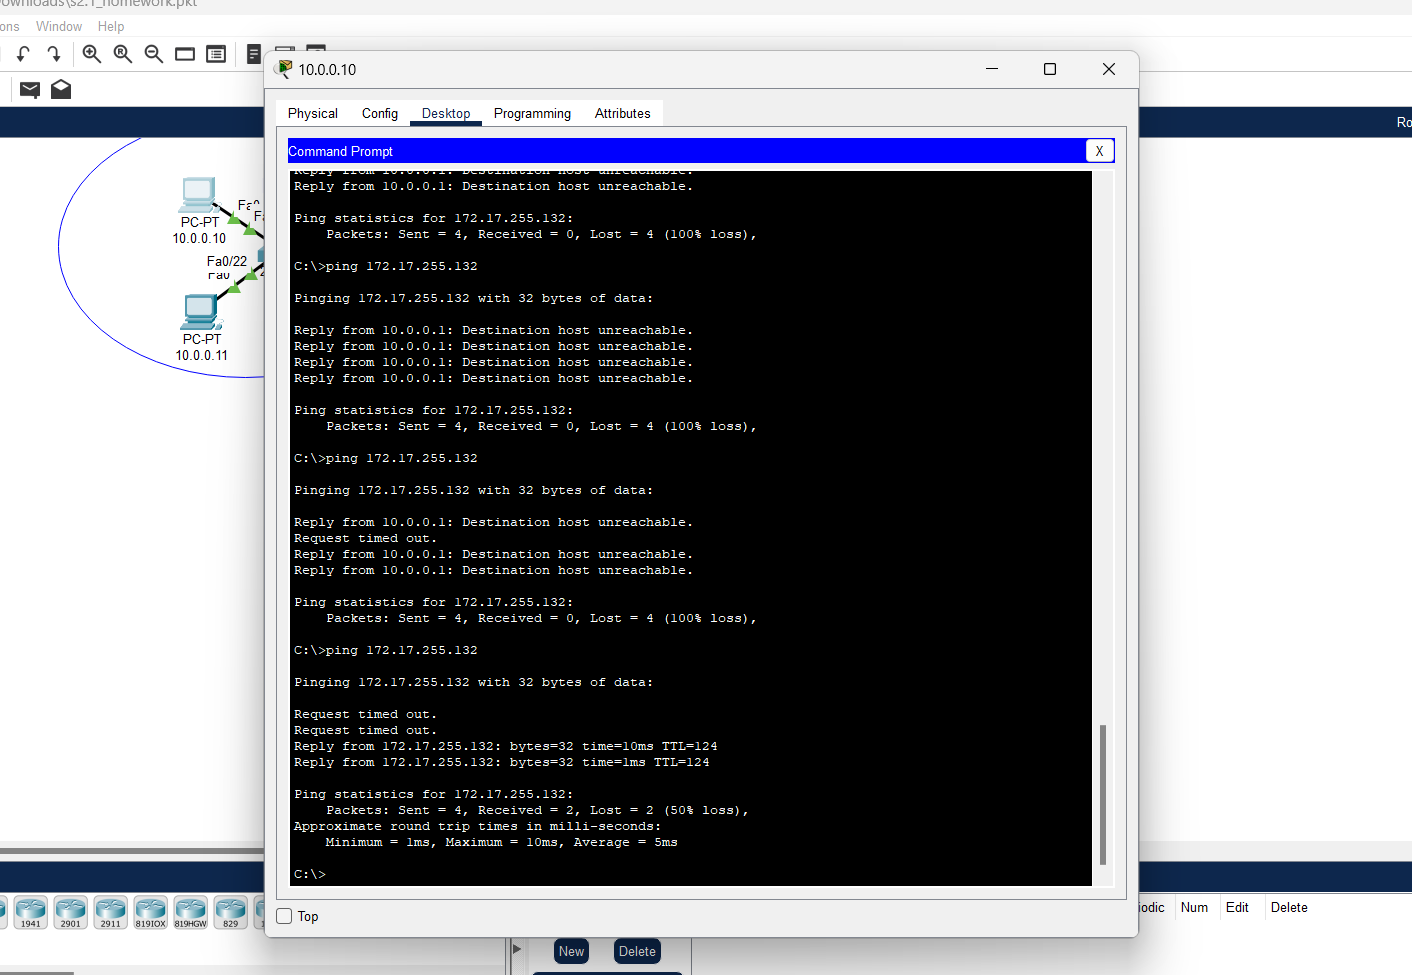 Downloads\s2.1_homework.pkt
ons Window Help
10.0.0.10
Physical Config Desktop Programming Attributes
Ro
Command Prompt
X
Reply from 10.0.0.1: Destination host unreachable.
Reply from 10.0.0.1: Destination host unreachable.
Ping statistics for 172.17.255.132:
Packets: Sent = 4, Received = 0, Lost = 4 (100% loss),
C:\>ping 172.17.255.132
Pinging 172.17.255.132 with 32 bytes of data:
Reply from 10.0.0.1: Destination host unreachable.
Reply from 10.0.0.1: Destination host unreachable.
Reply from 10.0.0.1: Destination host unreachable.
Reply from 10.0.0.1: Destination host unreachable.
Ping statistics for 172.17.255.132:
Packets: Sent = 4, Received = 0, Lost = 4 (100% loss),
C:\>ping 172.17.255.132
Pinging 172.17.255.132 with 32 bytes of data:
Reply from 10.0.0.1: Destination host unreachable.
Request timed out.
Reply from 10.0.0.1: Destination host unreachable.
Reply from 10.0.0.1: Destination host unreachable.
Ping statistics for 172.17.255.132:
Packets: Sent = 4, Received = 0, Lost = 4 (100% loss),
C:\>ping 172.17.255.132
Pinging 172.17.255.132 with 32 bytes of data:
Request timed out.
Request timed out.
Reply from 172.17.255.132: bytes=32 time=10ms TTL=124
Reply from 172.17.255.132: bytes=32 time=1ms TTL=124
Ping statistics for 172.17.255.132:
Packets: Sent = 4, Received = 2, Lost = 2 (50% loss),
Approximate round trip times in milli-seconds:
Minimum = 1ms, Maximum = 10ms, Average = 5ms
C:\>
Top
PC-PT
10.0.0.10
Fa0/22
Fa0
PC-PT
10.0.0.11
1941 2901 2911 819IOX 819HGW 829
iodic Num Edit Delete
New Delete